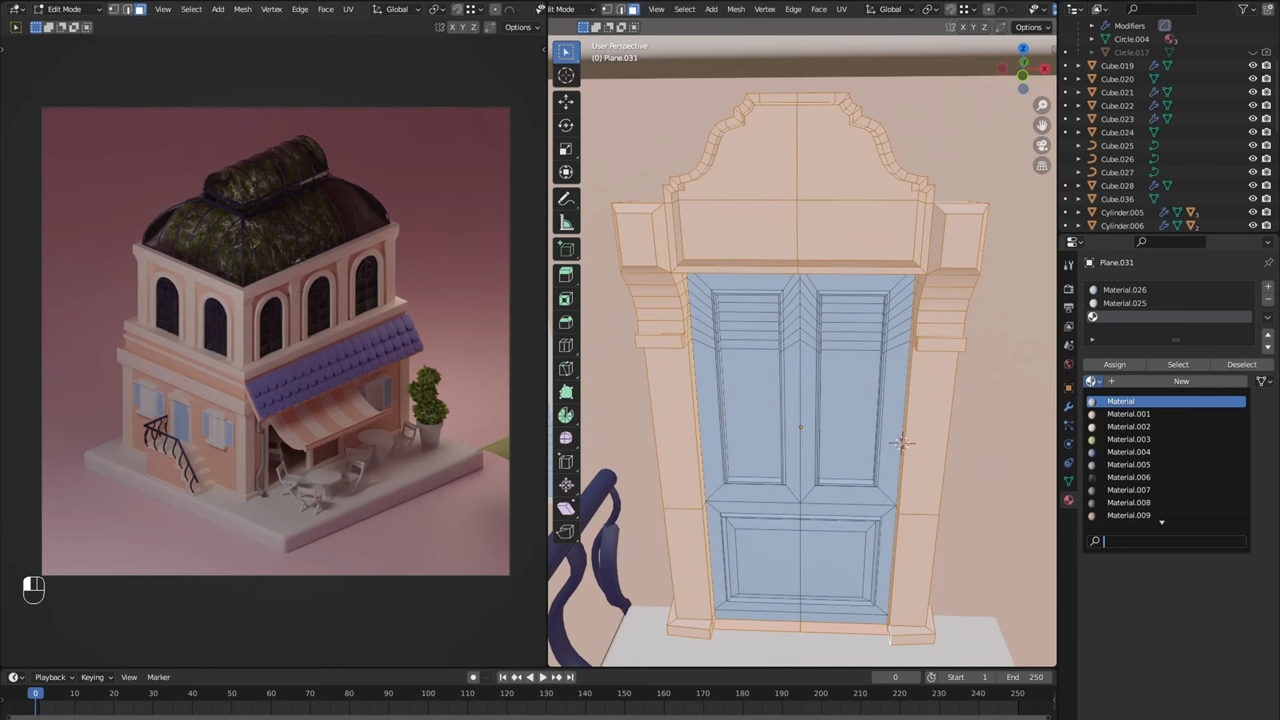 Edit Mode View Select Add Mesh Vertex Edge Face UV Global
X Y Z Options
dit Mode View Select Add Mesh Vertex Edge Face UV Global
X Y Z Options
User Perspective
(0) Plane.031
Z
Y
X
Modifiers
Circle.004 3
Circle.017
Cube.019
Cube.020
Cube.021
Cube.022
Cube.023
Cube.024
Cube.025
Cube.026
Cube.027
Cube.028
Cube.036
Cylinder.005 3
Cylinder.006 2
Plane.031
Material.026
Material.025
Assign Select Deselect
New
Material
Material.001
Material.002
Material.003
Material.004
Material.005
Material.006
Material.007
Material.008
Material.009
Playback Keying View Marker
0 Start 1 End 250
0 10 20 30 40 50 60 70 80 90 100 110 120 130 140 150 160 170 180 190 200 210 220 230 240 250